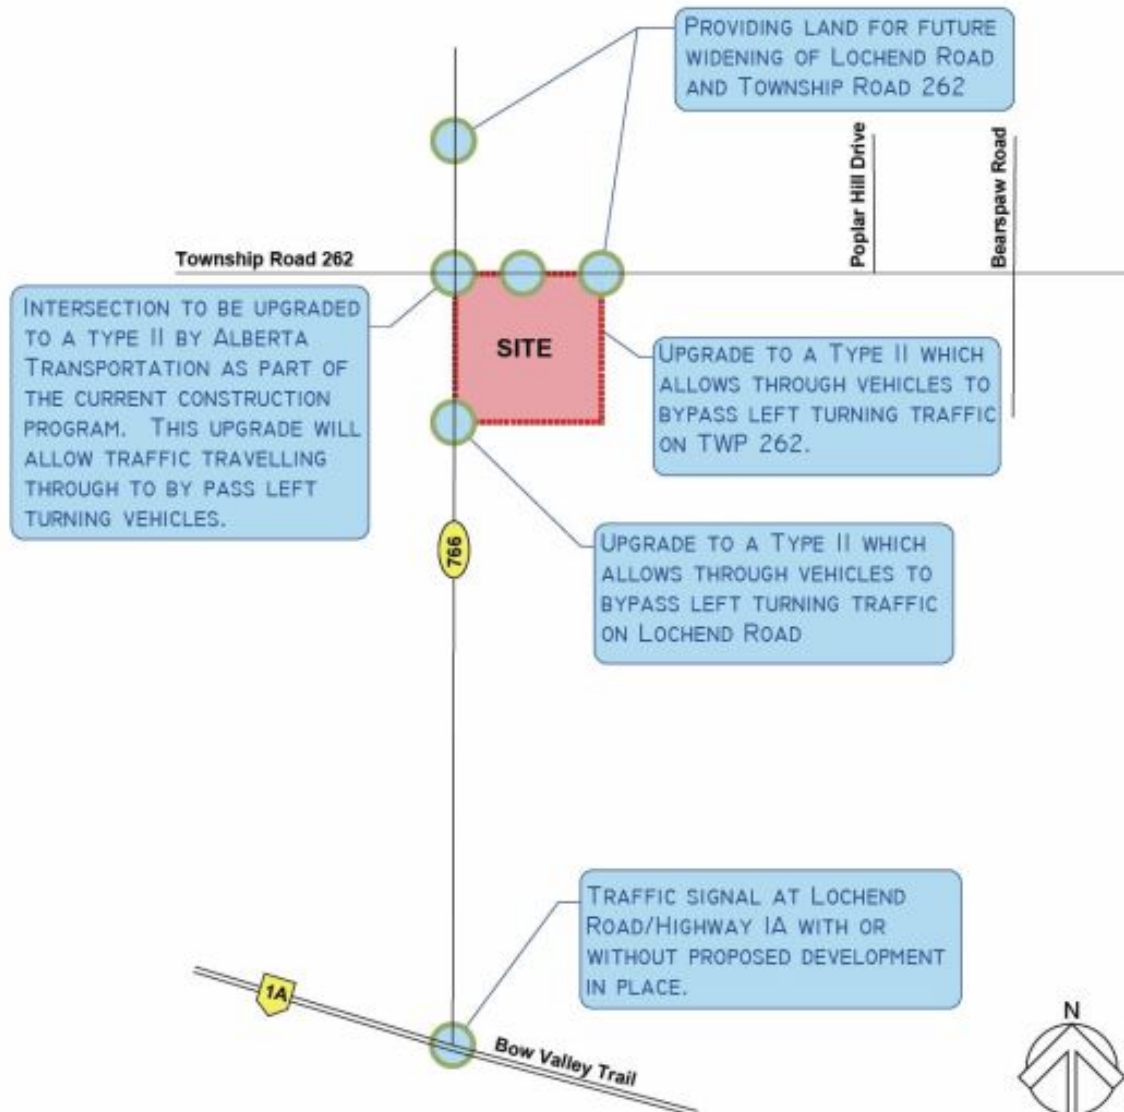 PROVIDING LAND FOR FUTURE
WIDENING OF LOCHEND ROAD
AND TOWNSHIP ROAD 262
Poplar Hill Drive
Bearspaw Road
Township Road 262
INTERSECTION TO BE UPGRADED
TO A TYPE II BY ALBERTA
TRANSPORTATION AS PART OF
THE CURRENT CONSTRUCTION
PROGRAM. THIS UPGRADE WILL
ALLOW TRAFFIC TRAVELLING
THROUGH TO BY PASS LEFT
TURNING VEHICLES.
SITE
UPGRADE TO A TYPE II WHICH
ALLOWS THROUGH VEHICLES TO
BYPASS LEFT TURNING TRAFFIC
ON TWP 262.
766
UPGRADE TO A TYPE II WHICH
ALLOWS THROUGH VEHICLES TO
BYPASS LEFT TURNING TRAFFIC
ON LOCHEND ROAD
TRAFFIC SIGNAL AT LOCHEND
ROAD/HIGHWAY 1A WITH OR
WITHOUT PROPOSED DEVELOPMENT
IN PLACE.
1A
Bow Valley Trail
N